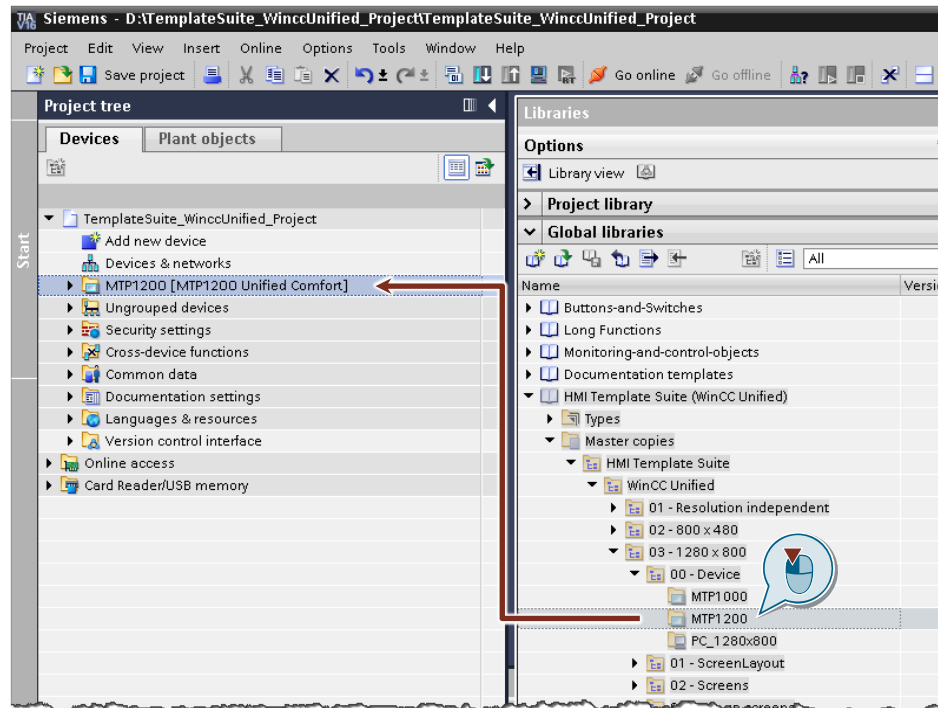 Siemens - D:\TemplateSuite_WinccUnified_Project\TemplateSuite_WinccUnified_Project
Project Edit View Insert Online Options Tools Window Help
Save project Go online Go offline
Project tree
Devices Plant objects
Start
TemplateSuite_WinccUnified_Project
Add new device
Devices & networks
MTP1200 [MTP1200 Unified Comfort]
Ungrouped devices
Security settings
Cross-device functions
Common data
Documentation settings
Languages & resources
Version control interface
Online access
Card Reader/USB memory
Libraries
Options
Library view
Project library
Global libraries
All
Name Versi
Buttons-and-Switches
Long Functions
Monitoring-and-control-objects
Documentation templates
HMI Template Suite (WinCC Unified)
Types
Master copies
HMI Template Suite
WinCC Unified
01 - Resolution independent
02 - 800 x 480
03 - 1280 x 800
00 - Device
MTP1000
MTP1200
PC_1280x800
01 - ScreenLayout
02 - Screens